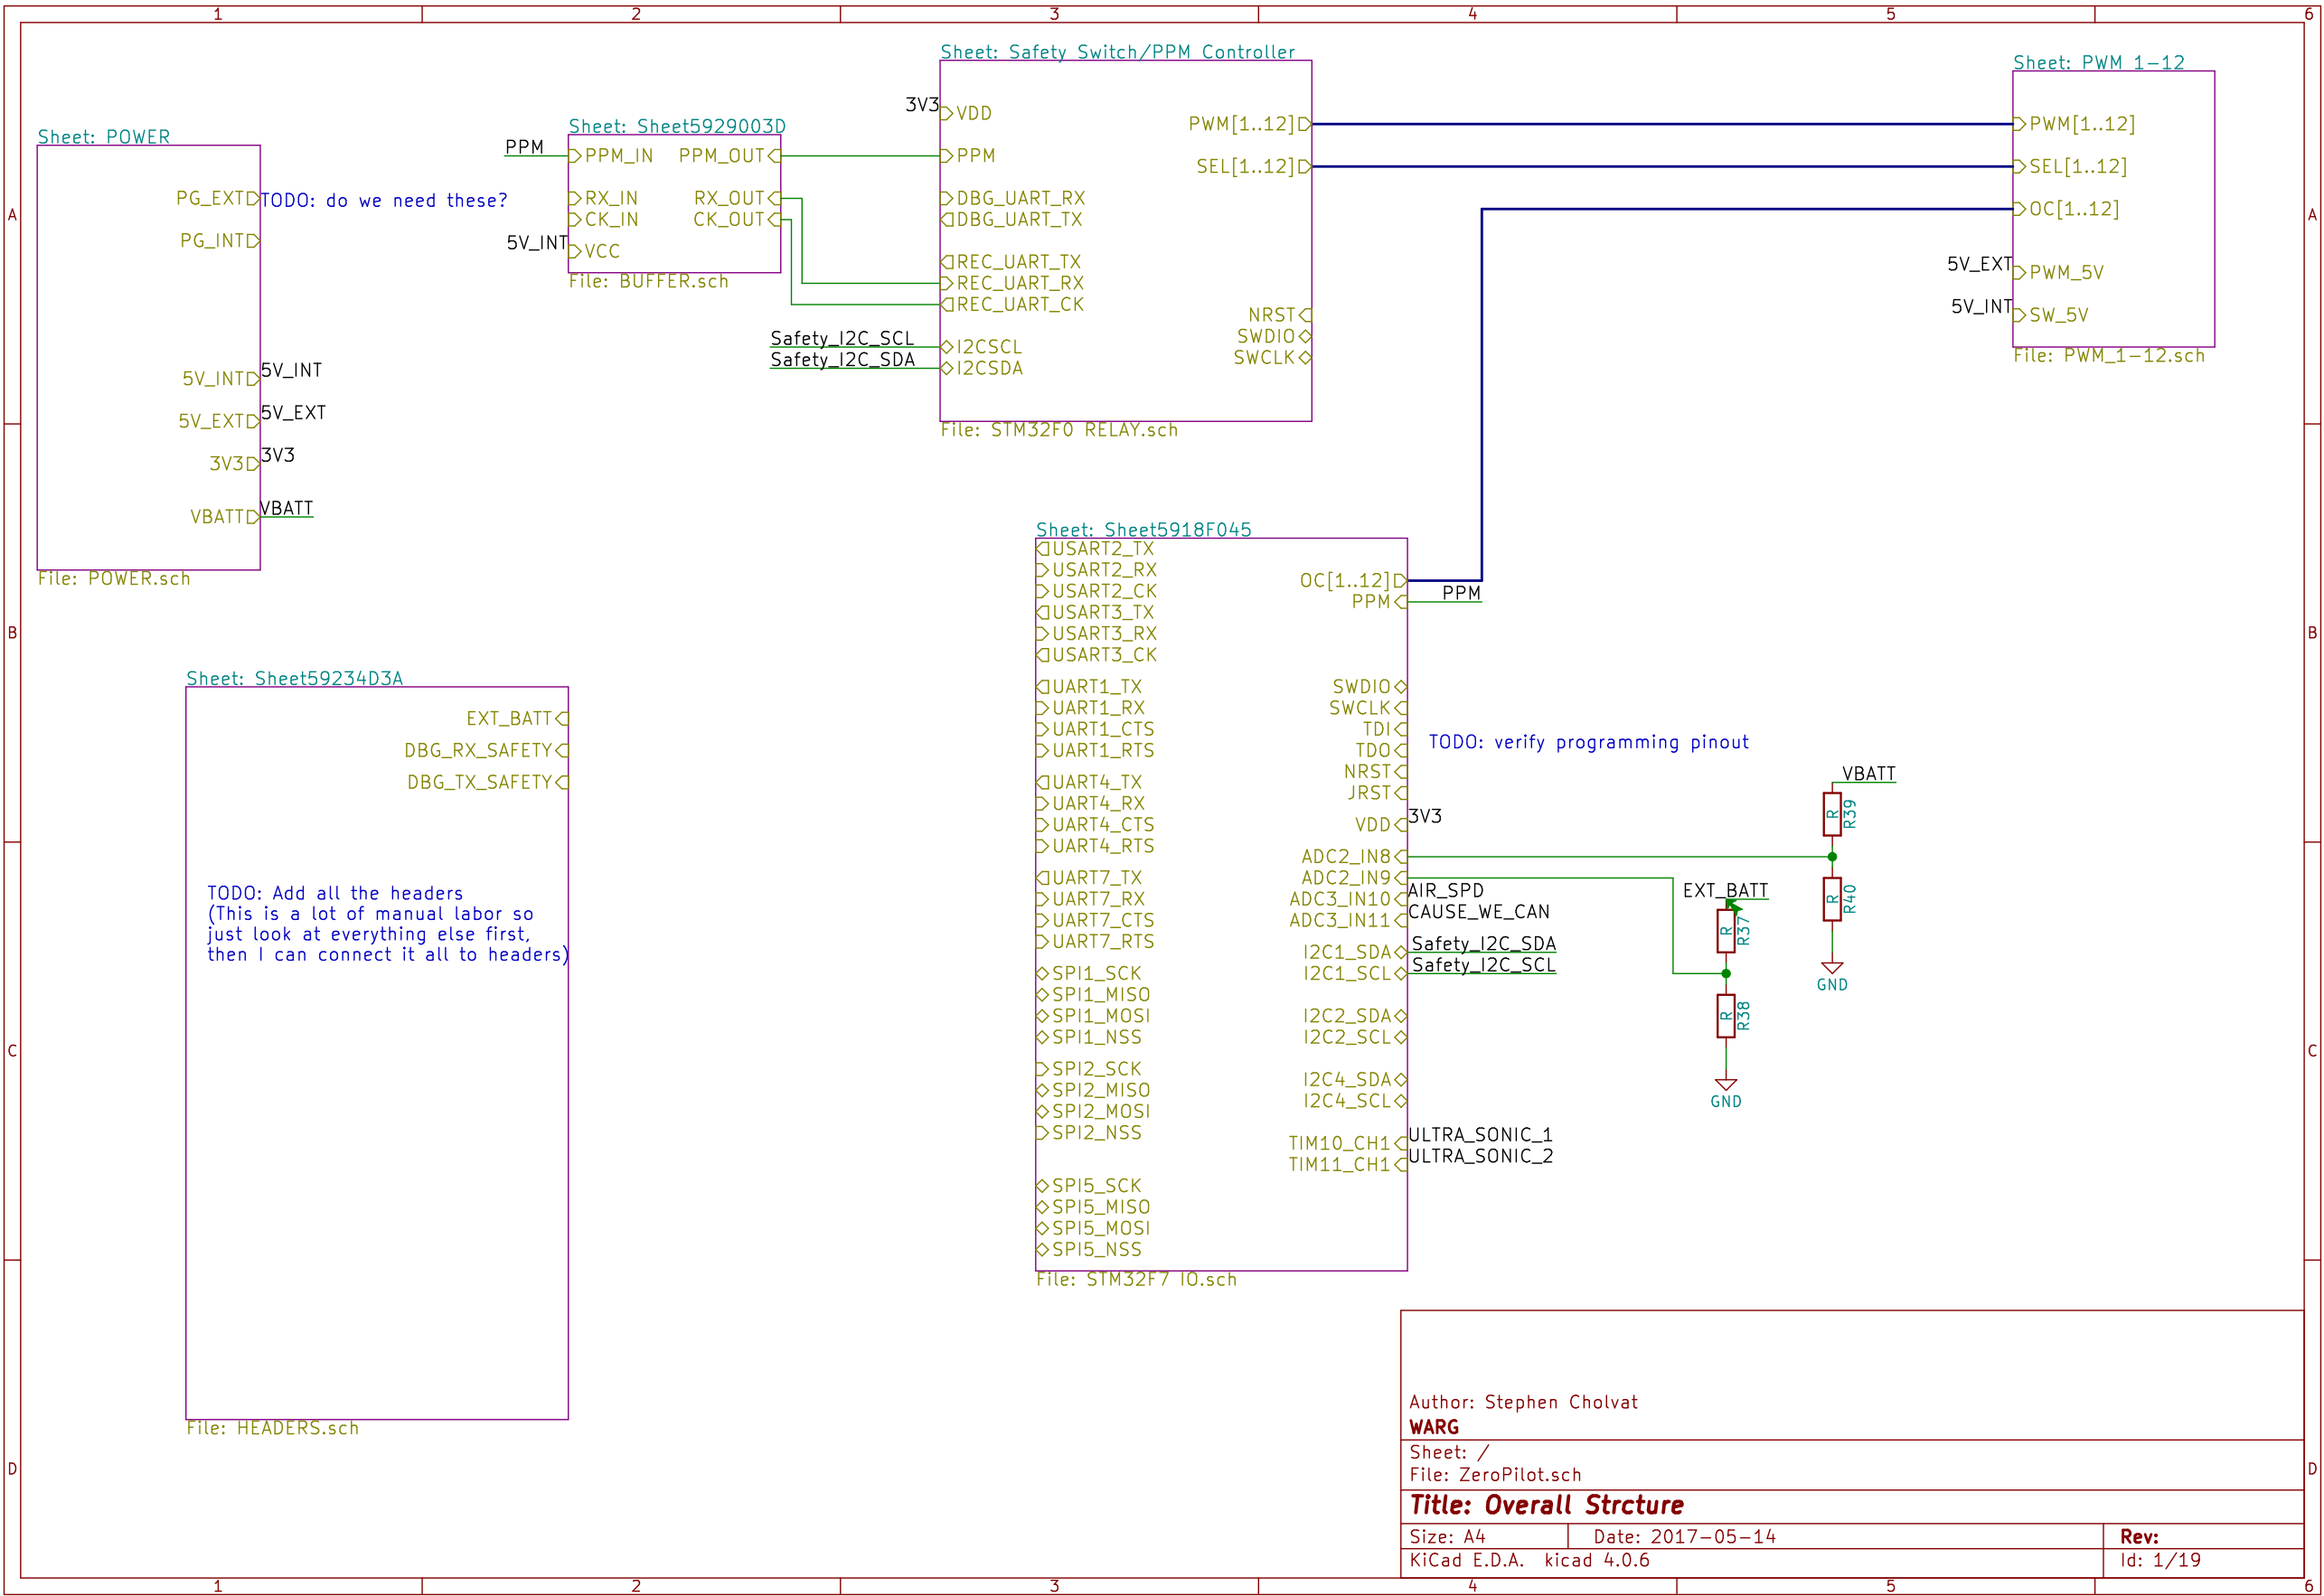 1 2 3 4 5 6
A
B
C
D
A
B
C
D
1 2 3 4 5 6
Sheet: POWER
PG_EXT
PG_INT
5V_INT
5V_EXT
3V3
VBATT
5V_INT
5V_EXT
3V3
VBATT
File: POWER.sch
TODO: do we need these?
Sheet: Sheet5929003D
PPM
5V_INT
PPM_IN
RX_IN
CK_IN
VCC
PPM_OUT
RX_OUT
CK_OUT
File: BUFFER.sch
Sheet: Safety Switch/PPM Controller
3V3
VDD
PPM
DBG_UART_RX
DBG_UART_TX
REC_UART_TX
REC_UART_RX
REC_UART_CK
Safety_I2C_SCL
Safety_I2C_SDA
I2CSCL
I2CSDA
PWM[1..12]
SEL[1..12]
NRST
SWDIO
SWCLK
File: STM32F0 RELAY.sch
Sheet: PWM 1-12
PWM[1..12]
SEL[1..12]
OC[1..12]
5V_EXT
PWM_5V
5V_INT
SW_5V
File: PWM_1-12.sch
Sheet: Sheet59234D3A
EXT_BATT
DBG_RX_SAFETY
DBG_TX_SAFETY
TODO: Add all the headers
(This is a lot of manual labor so
just look at everything else first,
then I can connect it all to headers)
File: HEADERS.sch
Sheet: Sheet5918F045
USART2_TX
USART2_RX
USART2_CK
USART3_TX
USART3_RX
USART3_CK
UART1_TX
UART1_RX
UART1_CTS
UART1_RTS
UART4_TX
UART4_RX
UART4_CTS
UART4_RTS
UART7_TX
UART7_RX
UART7_CTS
UART7_RTS
SPI1_SCK
SPI1_MISO
SPI1_MOSI
SPI1_NSS
SPI2_SCK
SPI2_MISO
SPI2_MOSI
SPI2_NSS
SPI5_SCK
SPI5_MISO
SPI5_MOSI
SPI5_NSS
OC[1..12]
PPM
PPM
SWDIO
SWCLK
TDI
TDO
NRST
JRST
VDD
3V3
ADC2_IN8
ADC2_IN9
ADC3_IN10
AIR_SPD
ADC3_IN11
CAUSE_WE_CAN
I2C1_SDA
Safety_I2C_SDA
I2C1_SCL
Safety_I2C_SCL
I2C2_SDA
I2C2_SCL
I2C4_SDA
I2C4_SCL
TIM10_CH1
ULTRA_SONIC_1
TIM11_CH1
ULTRA_SONIC_2
File: STM32F7 IO.sch
TODO: verify programming pinout
VBATT
R
R39
R
R40
GND
EXT_BATT
R
R37
R
R38
GND
Author: Stephen Cholvat
WARG
Sheet: /
File: ZeroPilot.sch
Title: Overall Strcture
Size: A4 Date: 2017-05-14 Rev:
KiCad E.D.A. kicad 4.0.6 Id: 1/19